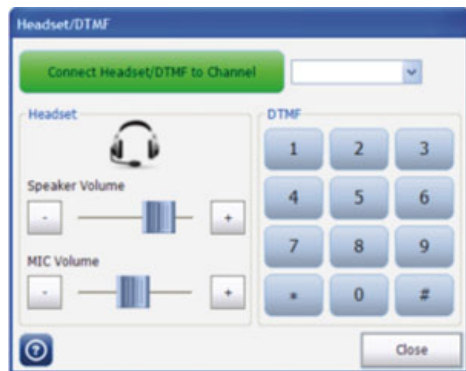 Headset/DTMF
Connect Headset/DTMF to Channel
Headset
DTMF
1 2 3
Speaker Volume
- +
4 5 6
7 8 9
MIC Volume
- +
* 0 #
?
Close